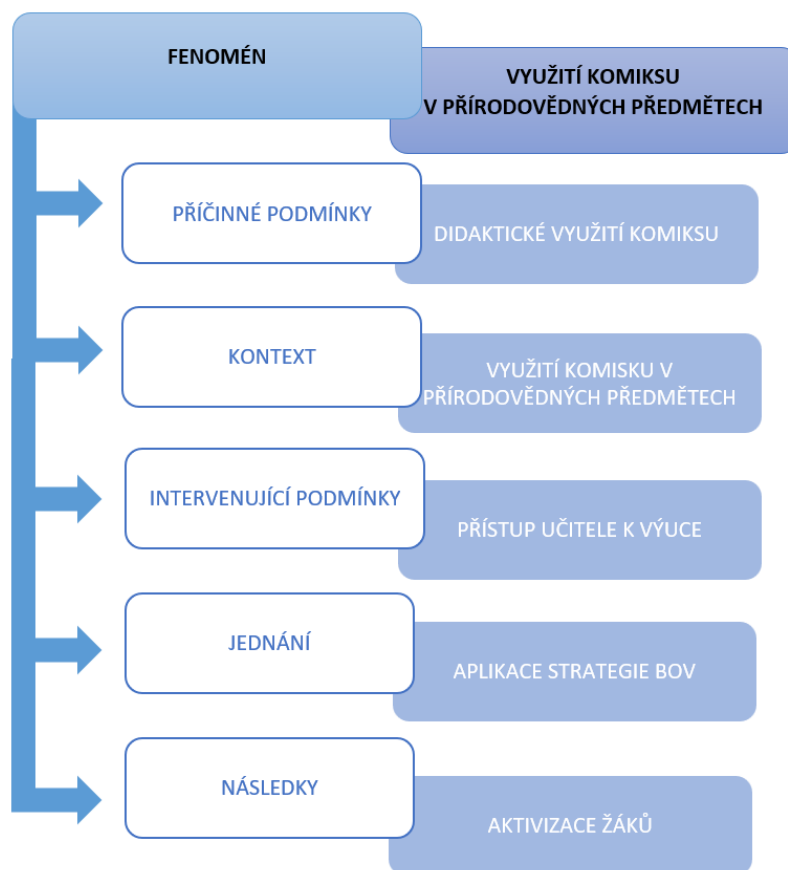 FENOMÉN
VYUŽITÍ KOMIKSU
V PŘÍRODOVĚDNÝCH PŘEDMĚTECH
PŘÍČINNÉ PODMÍNKY
DIDAKTICKÉ VYUŽITÍ KOMIKSU
KONTEXT
VYUŽITÍ KOMISKU V
PŘÍRODOVĚDNÝCH PŘEDMĚTECH
INTERVENUJÍCÍ PODMÍNKY
PŘÍSTUP UČITELE K VÝUCE
JEDNÁNÍ
APLIKACE STRATEGIE BOV
NÁSLEDKY
AKTIVIZACE ŽÁKŮ